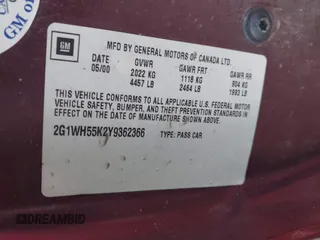 GM
MFD BY GENERAL MOTORS OF CANADA LTD.
DATE GVWR GAWR FRT GAWR RR
05/00 2022 KG 1118 KG 904 KG
4457 LB 2464 LB 1993 LB
THIS VEHICLE CONFORMS TO ALL APPLICABLE U.S. FEDERAL
MOTOR VEHICLE SAFETY, BUMPER, AND THEFT PREVENTION STANDARDS
IN EFFECT ON THE DATE OF MANUFACTURE SHOWN ABOVE.
2G1WH55K2Y9362366 TYPE: PASS CAR
DREAMBID